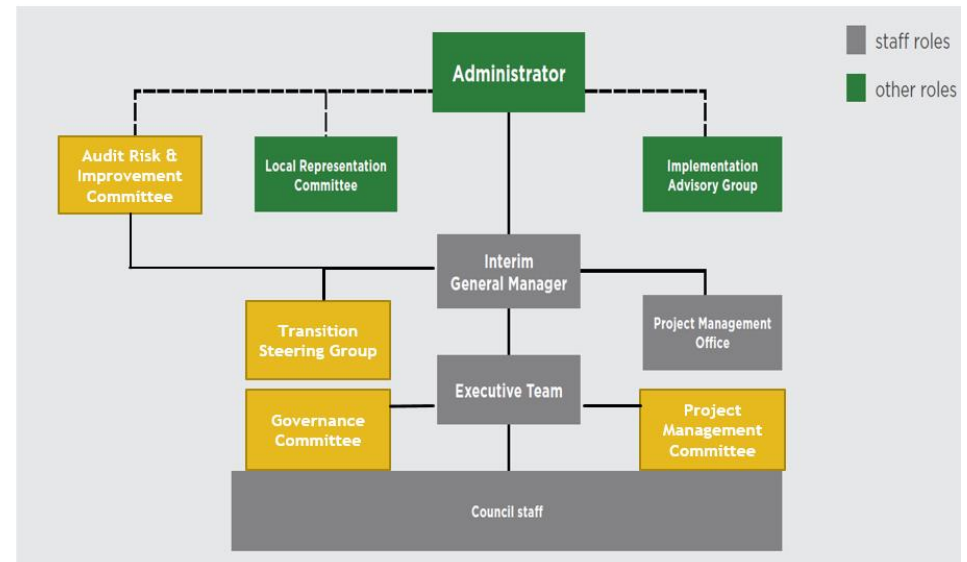 staff roles
other roles
Administrator
Audit Risk &
Improvement
Committee
Local Representation
Committee
Implementation
Advisory Group
Interim
General Manager
Transition
Steering Group
Project Management
Office
Executive Team
Governance
Committee
Project
Management
Committee
Council staff